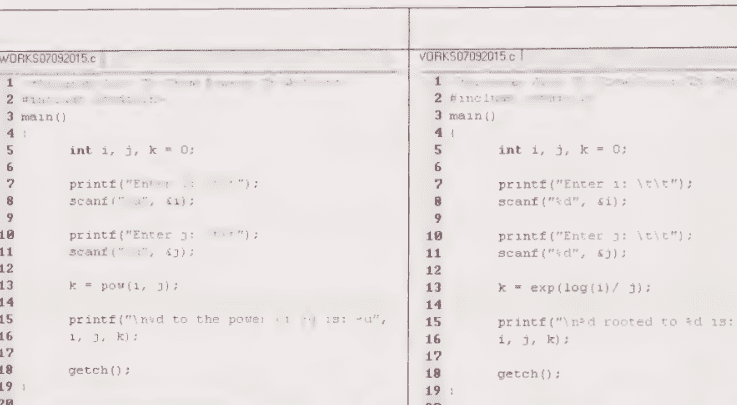 WORKS07092015.c
1
2
3 main()
4
5 int i, j, k = 0;
6
7 printf("Enter
8 scanf(" &i);
9
10 printf("Enter j:
11 scanf(" &j);
12
13 k = pow(i, j);
14
15 printf("\n%d to the power is: %u",
16 i, j, k);
17
18 getch();
19
20
VORKS07092015.c
1
2 #include
3 main()
4 {
5 int i, j, k = 0;
6
7 printf("Enter i: \t\t");
8 scanf("%d", &i);
9
10 printf("Enter j: \t\t");
11 scanf("%d", &j);
12
13 k = exp(log(i)/ j);
14
15 printf("\n%d rooted to %d is:
16 i, j, k);
17
18 getch();
19
20